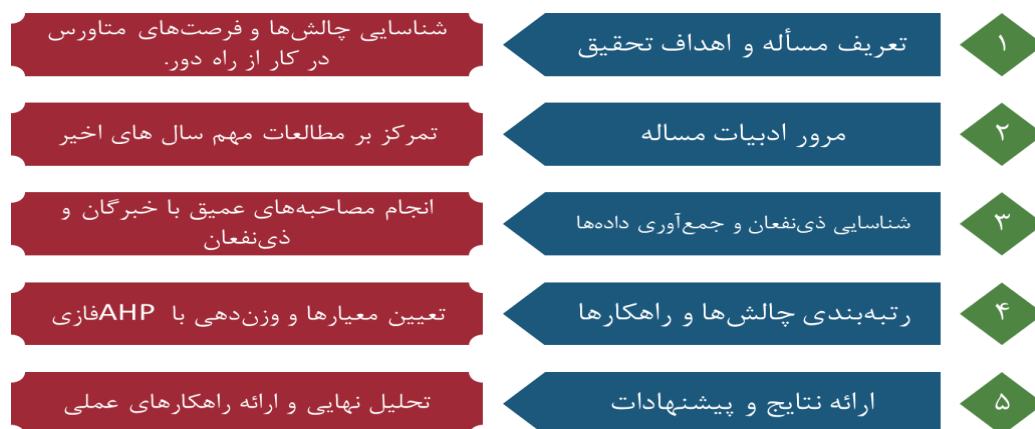 ۱
تعریف مسأله و اهداف تحقیق
شناسایی چالش‌ها و فرصت‌های متاورس
در کار از راه دور.
۲
مرور ادبیات مساله
تمرکز بر مطالعات مهم سال های اخیر
۳
شناسایی ذی‌نفعان و جمع‌آوری داده‌ها
انجام مصاحبه‌های عمیق با خبرگان و
ذی‌نفعان
۴
رتبه‌بندی چالش‌ها و راهکارها
تعیین معیارها و وزن‌دهی با AHPفازی
۵
ارائه نتایج و پیشنهادات
تحلیل نهایی و ارائه راهکارهای عملی